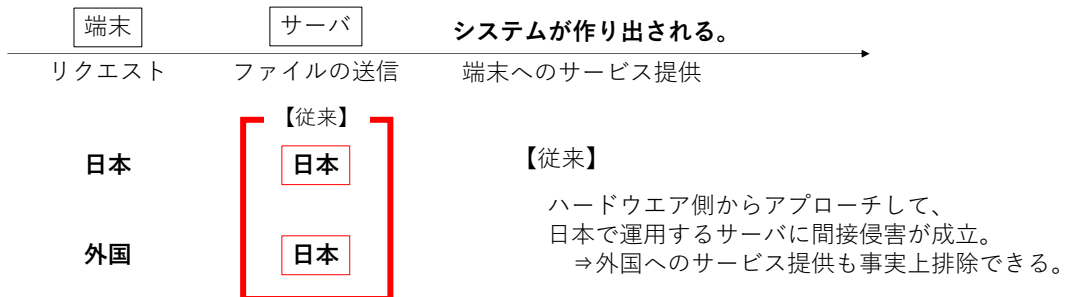 端末
サーバ
システムが作り出される。
リクエスト
ファイルの送信
端末へのサービス提供
【従来】
日本
日本
【従来】
ハードウエア側からアプローチして、
日本で運用するサーバに間接侵害が成立。
⇒外国へのサービス提供も事実上排除できる。
外国
日本